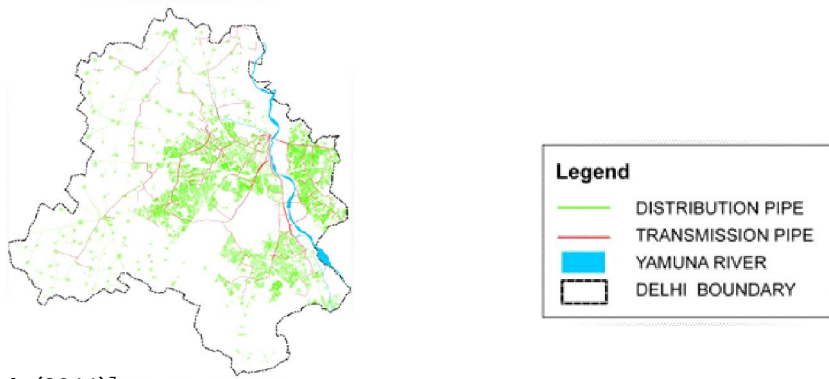 Legend
DISTRIBUTION PIPE
TRANSMISSION PIPE
YAMUNA RIVER
DELHI BOUNDARY